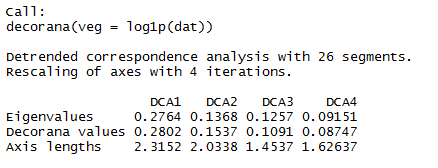 Call:
decorana(veg = log1p(dat))
Detrended correspondence analysis with 26 segments.
Rescaling of axes with 4 iterations.
DCA1 DCA2 DCA3 DCA4
Eigenvalues 0.2764 0.1368 0.1257 0.09151
Decorana values 0.2802 0.1537 0.1091 0.08747
Axis lengths 2.3152 2.0338 1.4537 1.62637